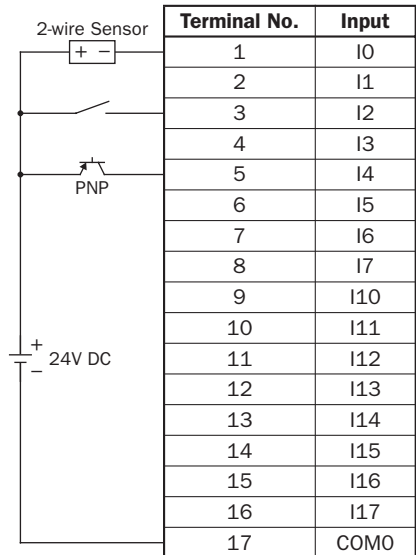 2-wire Sensor
+ −
PNP
+
24V DC
−
Terminal No. Input
1 I0
2 I1
3 I2
4 I3
5 I4
6 I5
7 I6
8 I7
9 I10
10 I11
11 I12
12 I13
13 I14
14 I15
15 I16
16 I17
17 COM0